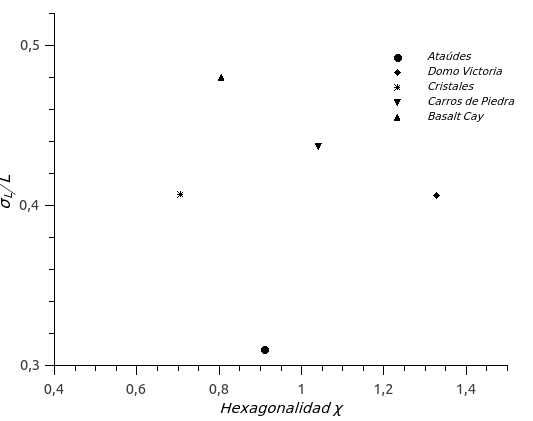 0,5
0,4
0,3
σL/L
Ataúdes
Domo Victoria
Cristales
Carros de Piedra
Basalt Cay
0,4 0,6 0,8 1 1,2 1,4
Hexagonalidad χ